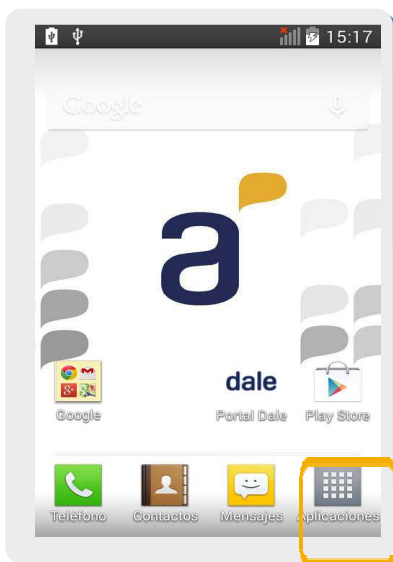 15:17
Google
a
dale
Google
Portal Dale
Play Store
Teléfono
Contactos
Mensajes
Aplicaciones